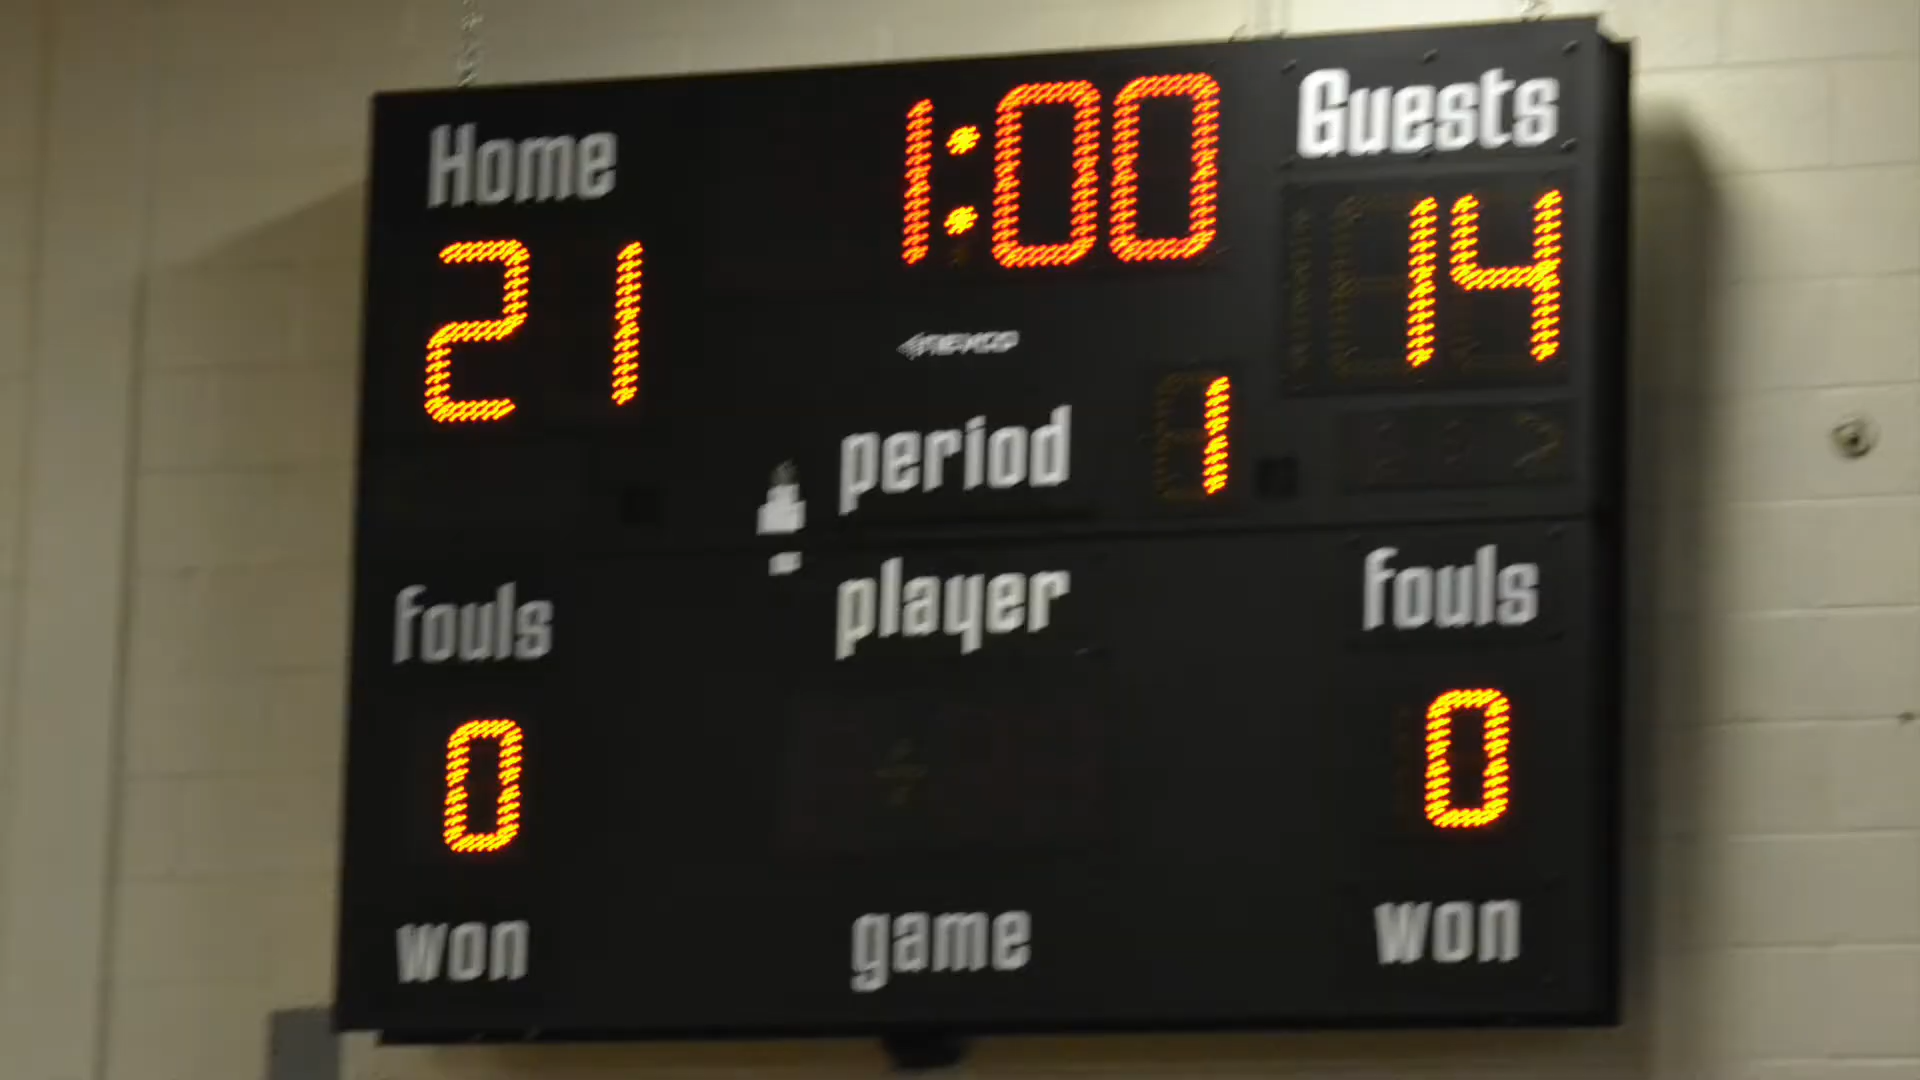 Home 1:00 Guests
21 14
period 1
player
fouls fouls
0 0
won game won